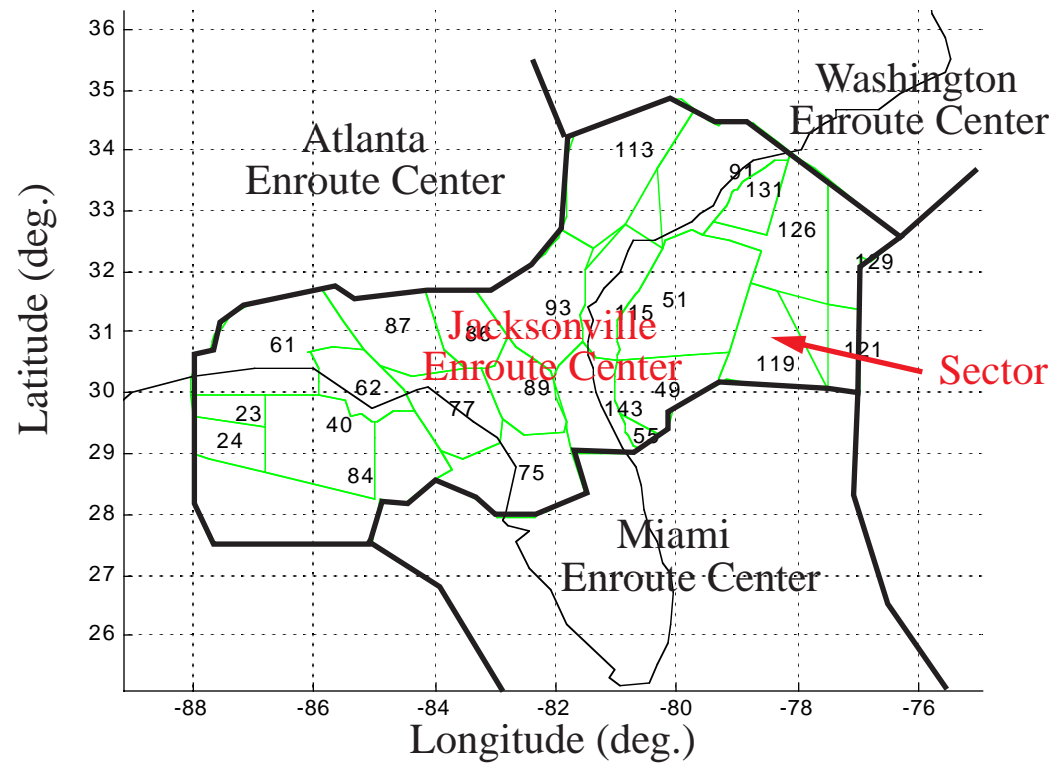 36
35
34
33
32
31
30
29
28
27
26
Latitude (deg.)
Washington
Enroute Center
Atlanta
Enroute Center
113
91
131
126
129
51
93
115
87
86
Jacksonville
Enroute Center
61
121
119
Sector
62
89
49
77
143
23
40
24
55
84
75
Miami
Enroute Center
-88 -86 -84 -82 -80 -78 -76
Longitude (deg.)